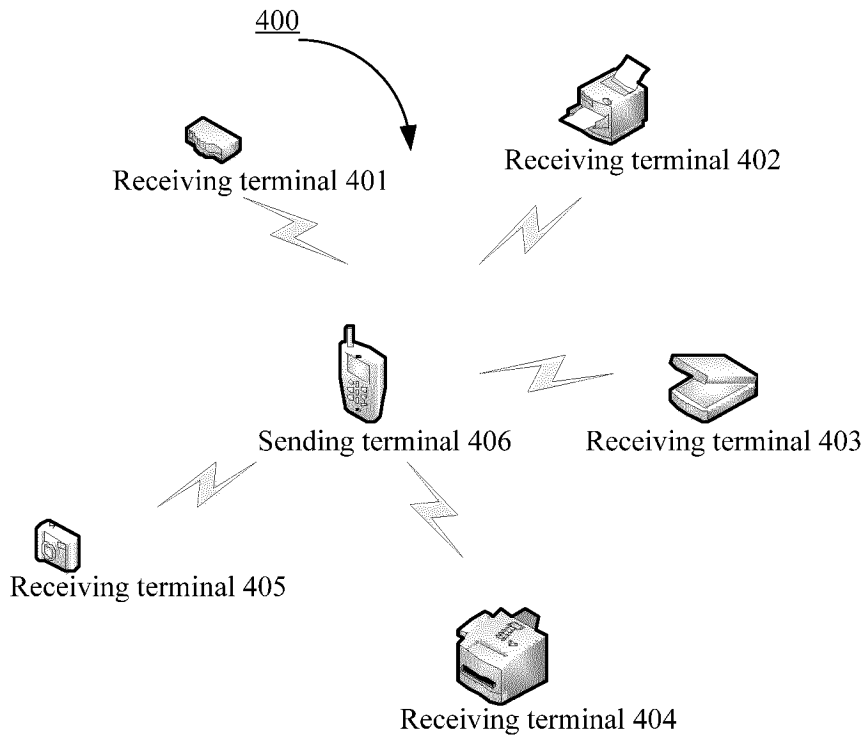 400
Receiving terminal 401
Receiving terminal 402
Sending terminal 406
Receiving terminal 403
Receiving terminal 405
Receiving terminal 404